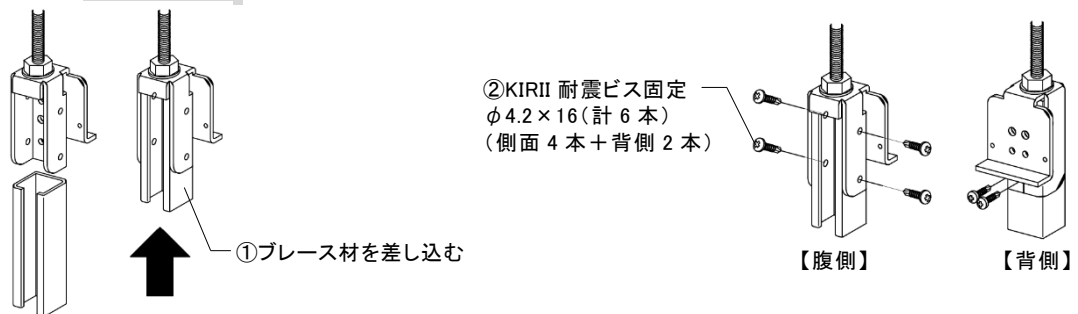 ①ブレース材を差し込む
②KIRII 耐震ビス固定
φ4.2×16(計 6 本)
(側面 4 本+背側 2 本)
【腹側】
【背側】